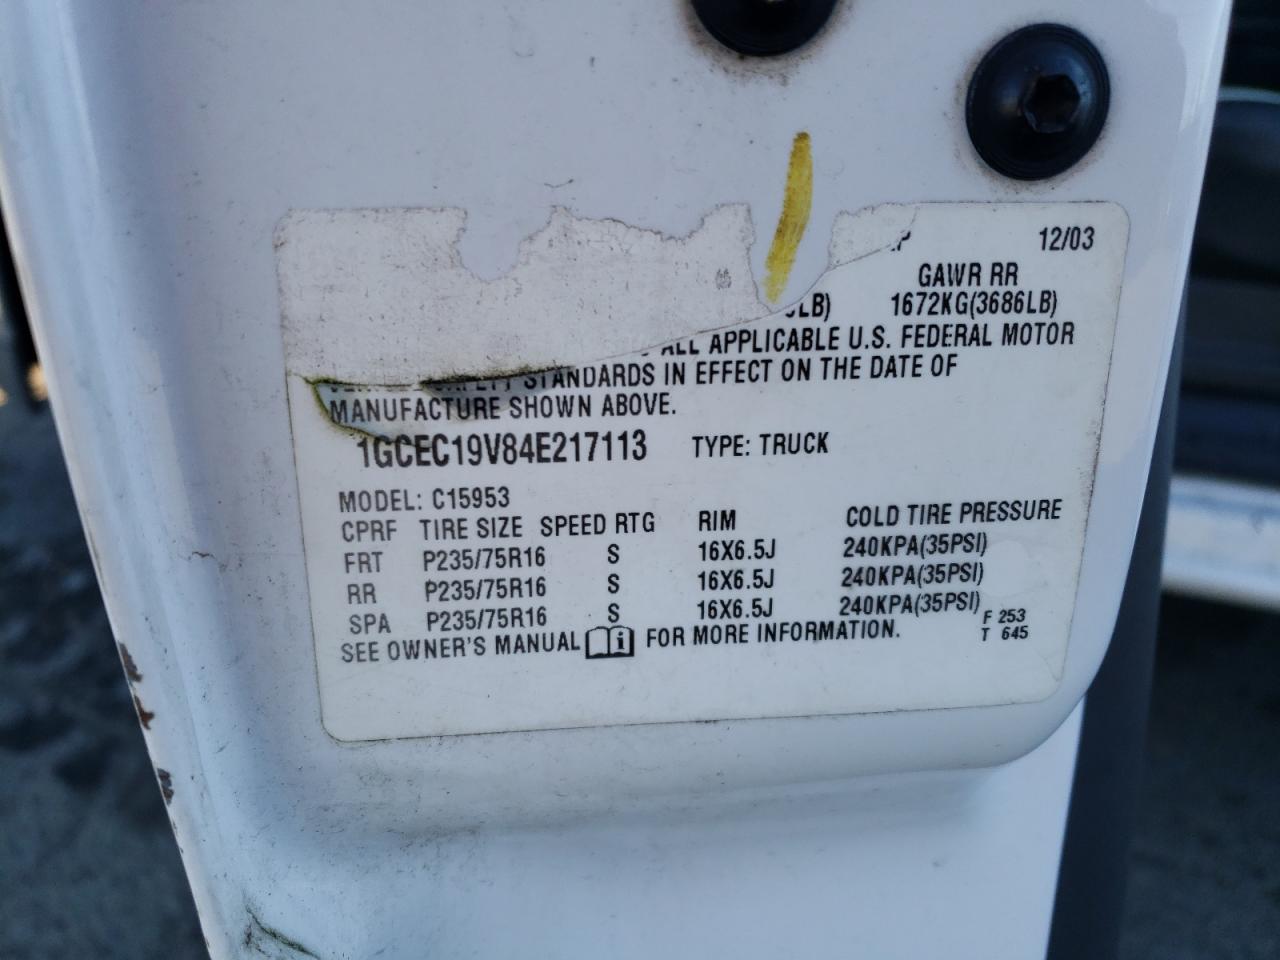 12/03
GAWR RR
LB) 1672KG(3686LB)
ALL APPLICABLE U.S. FEDERAL MOTOR
STANDARDS IN EFFECT ON THE DATE OF
MANUFACTURE SHOWN ABOVE.
1GCEC19V84E217113 TYPE: TRUCK
MODEL: C15953
CPRF TIRE SIZE SPEED RTG RIM COLD TIRE PRESSURE
FRT P235/75R16 S 16X6.5J 240KPA(35PSI)
RR P235/75R16 S 16X6.5J 240KPA(35PSI)
SPA P235/75R16 S 16X6.5J 240KPA(35PSI)
F 253
SEE OWNER'S MANUAL i FOR MORE INFORMATION. T 645